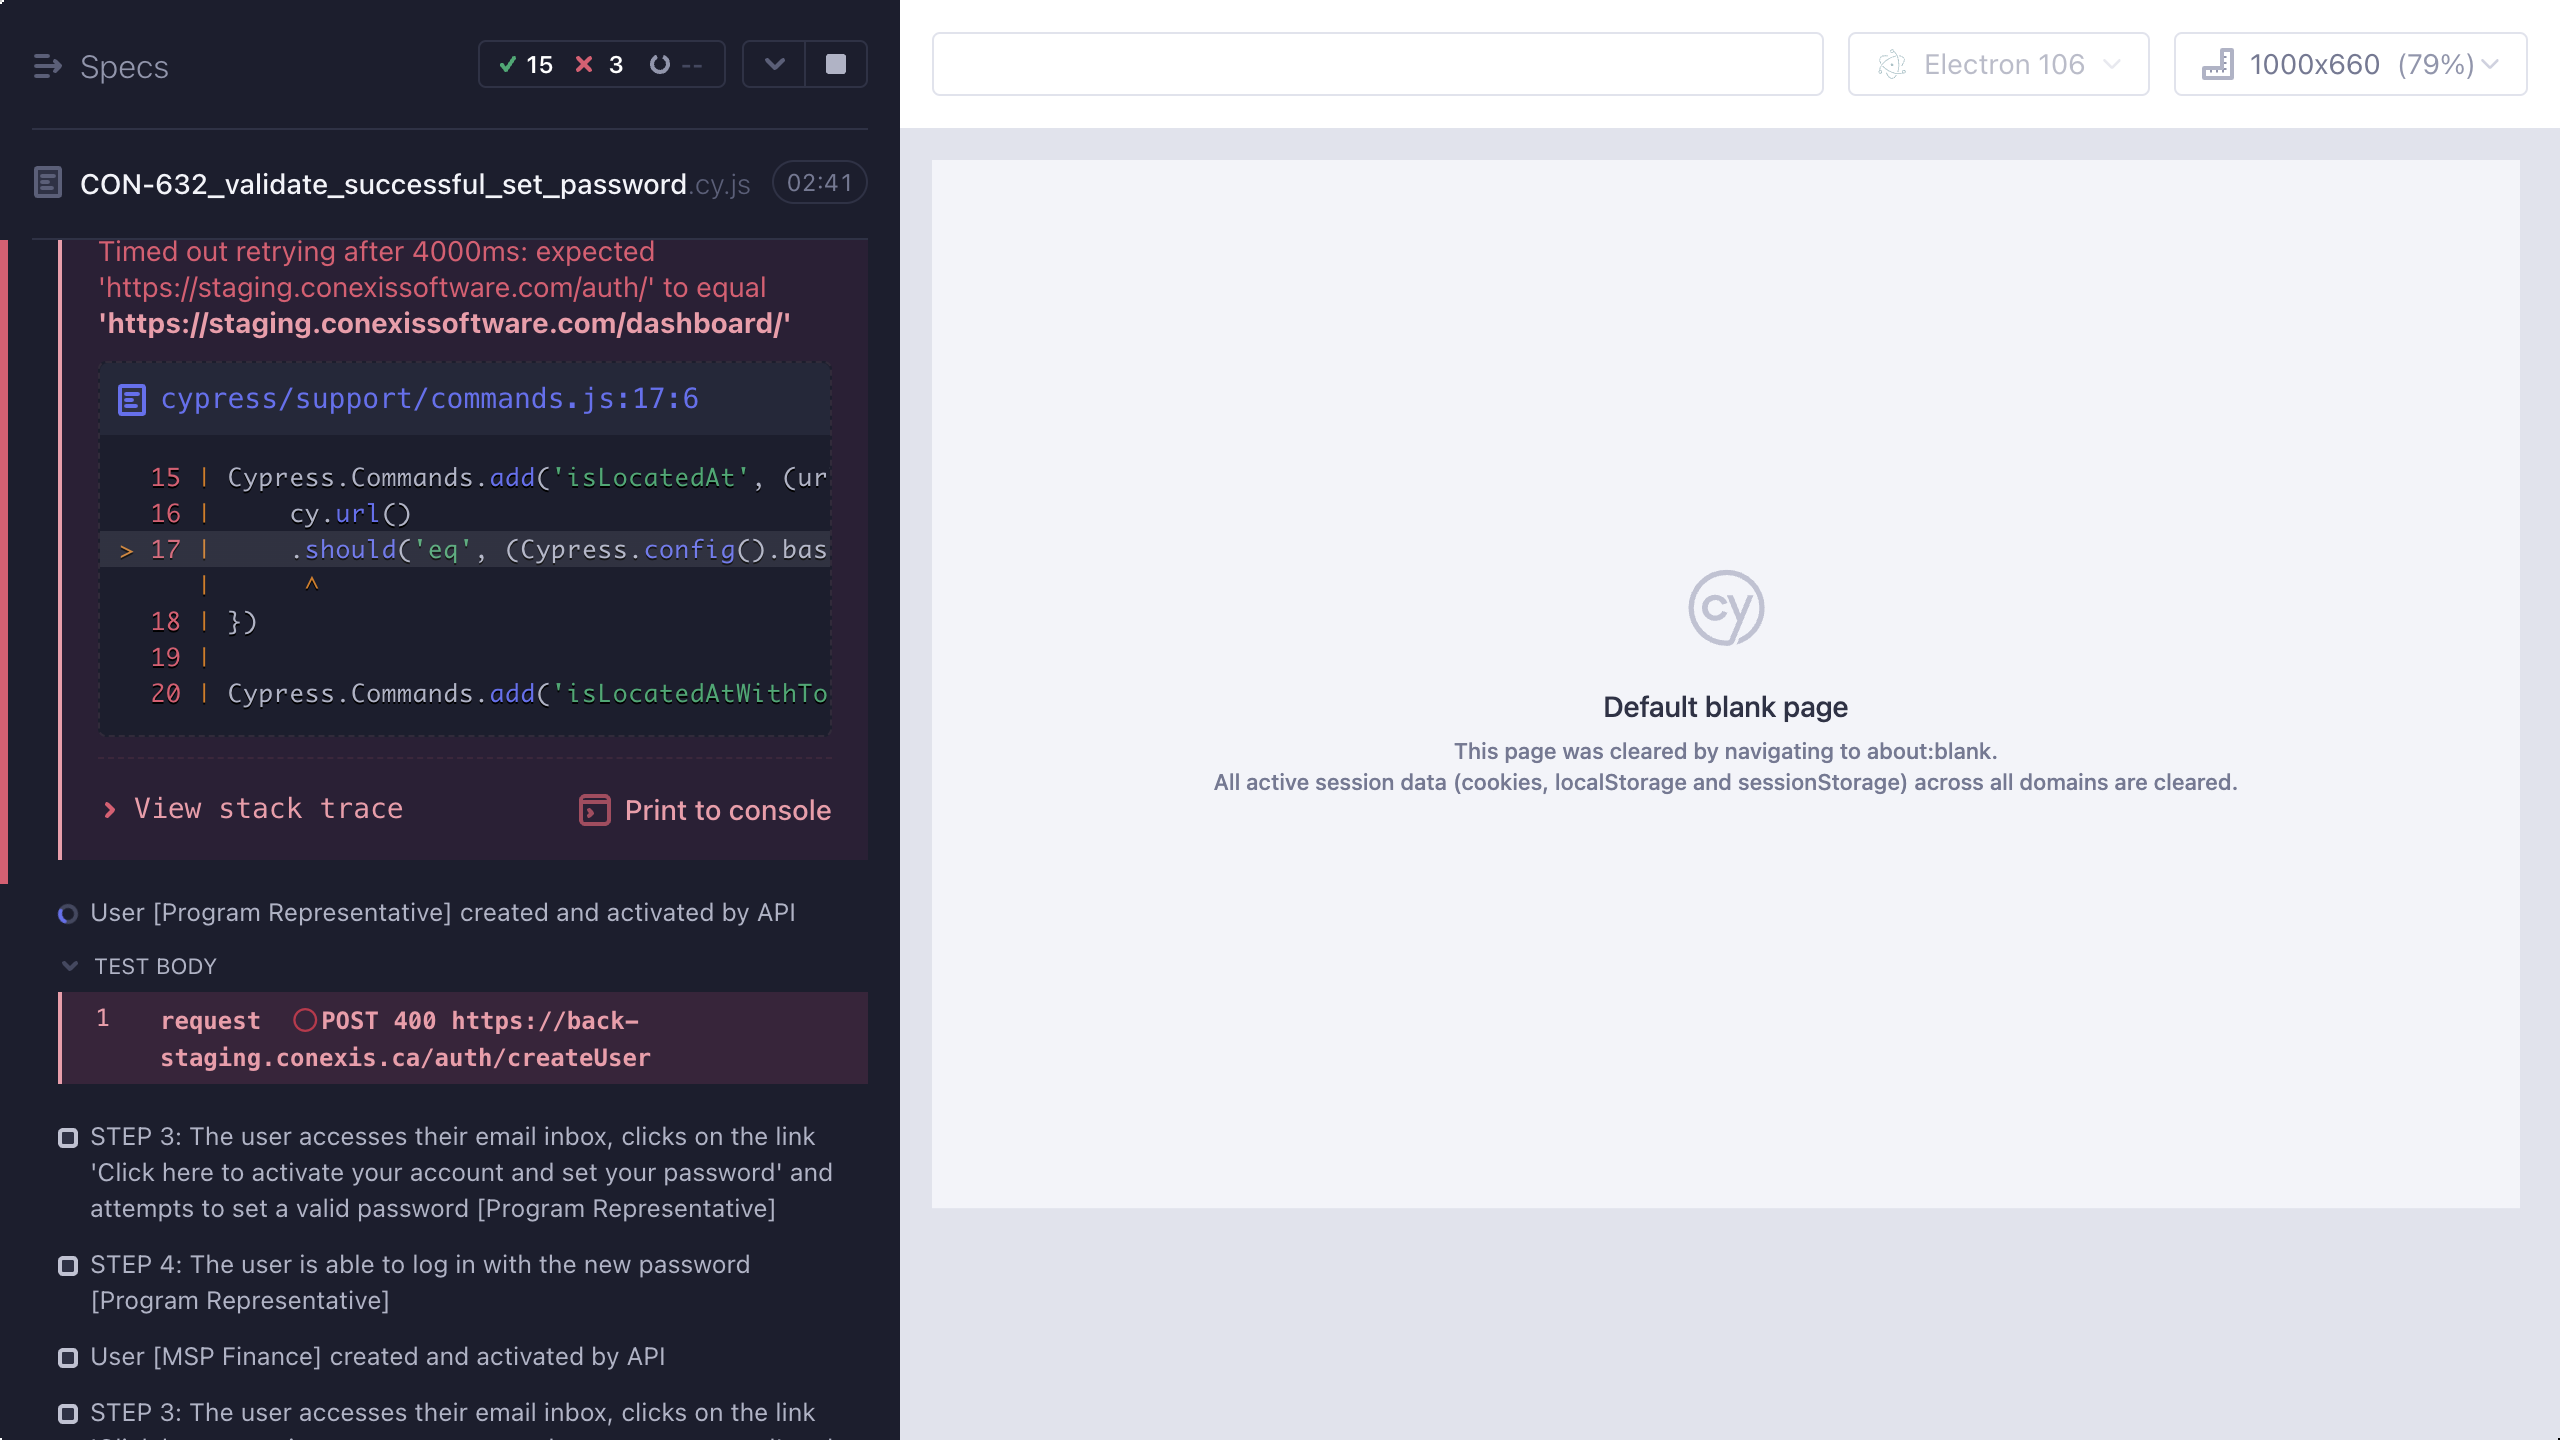 Specs
15 3 --
CON-632_validate_successful_set_password.cy.js 02:41
Timed out retrying after 4000ms: expected
'https://staging.conexissoftware.com/auth/' to equal
'https://staging.conexissoftware.com/dashboard/'
cypress/support/commands.js:17:6
15 | Cypress.Commands.add('isLocatedAt', (ur
16 | cy.url()
> 17 | .should('eq', (Cypress.config().bas
| ^
18 | })
19 |
20 | Cypress.Commands.add('isLocatedAtWithTo
View stack trace
Print to console
User [Program Representative] created and activated by API
TEST BODY
1 request POST 400 https://back-
staging.conexis.ca/auth/createUser
STEP 3: The user accesses their email inbox, clicks on the link
'Click here to activate your account and set your password' and
attempts to set a valid password [Program Representative]
STEP 4: The user is able to log in with the new password
[Program Representative]
User [MSP Finance] created and activated by API
STEP 3: The user accesses their email inbox, clicks on the link
Electron 106
1000x660 (79%)
cy
Default blank page
This page was cleared by navigating to about:blank.
All active session data (cookies, localStorage and sessionStorage) across all domains are cleared.